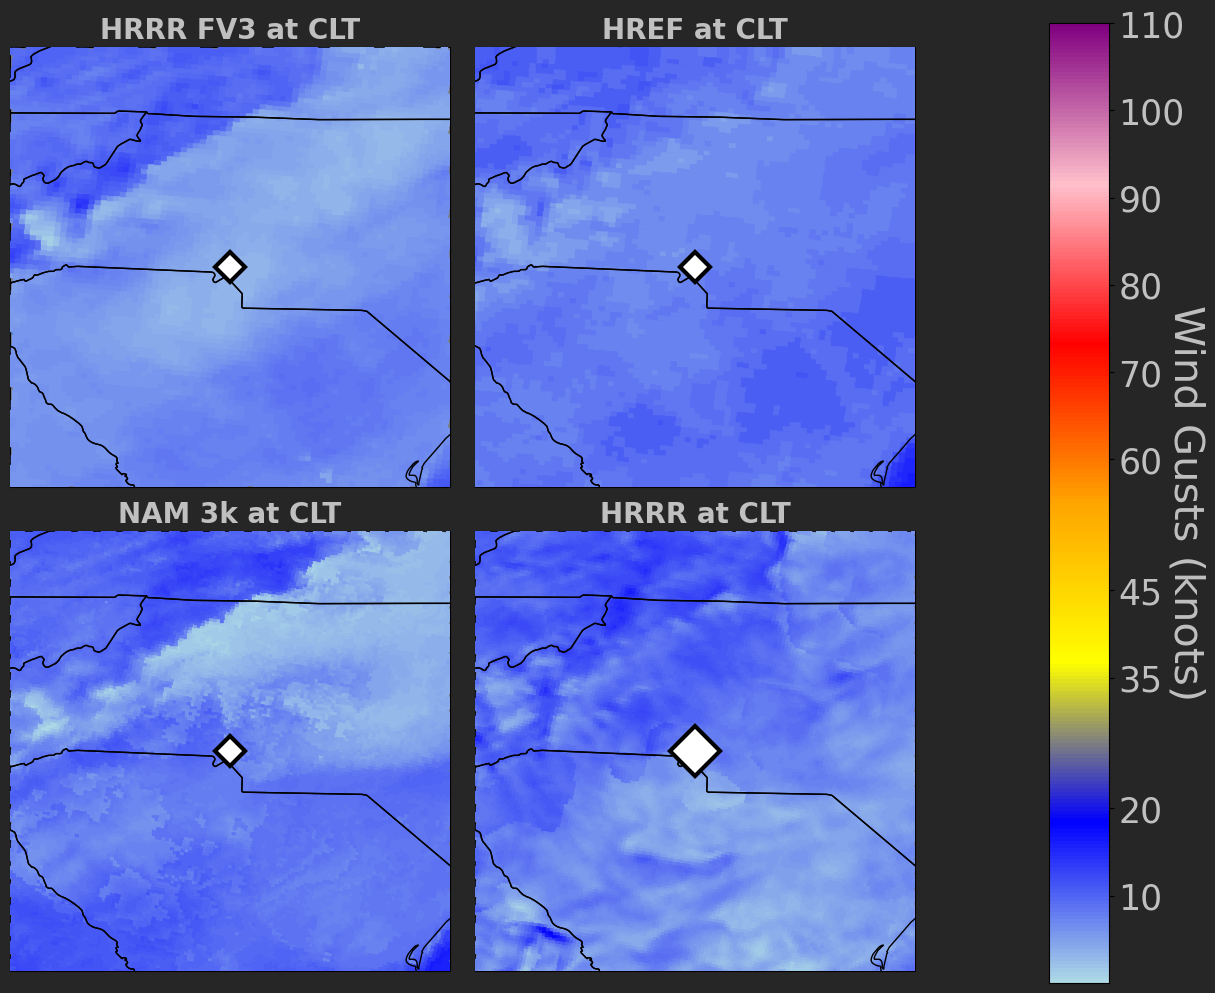 HRRR FV3 at CLT
HREF at CLT
NAM 3k at CLT
HRRR at CLT
110
100
90
80
70
60
45
35
20
10
Wind Gusts (knots)